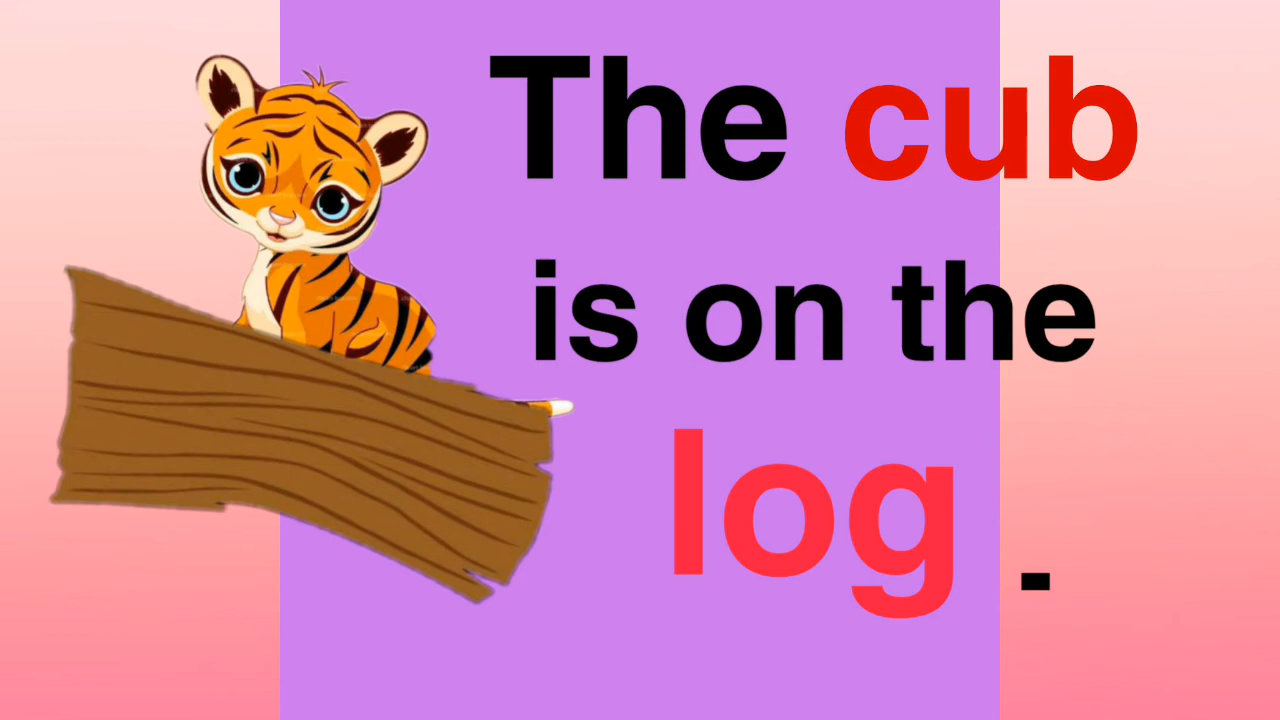 The cub
is on the
log .